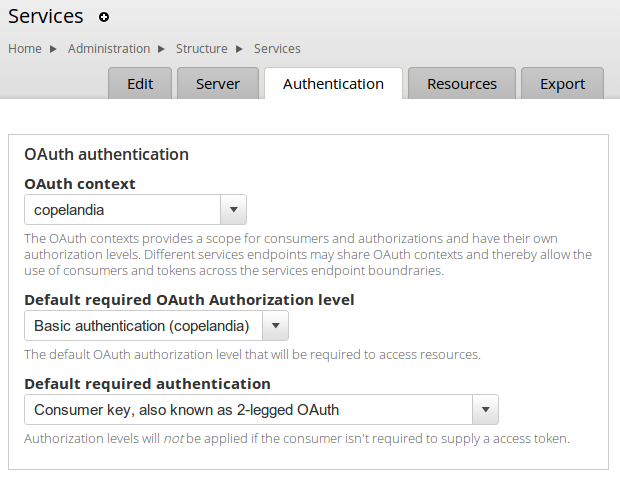 Services
Home Administration Structure Services
Edit Server Authentication Resources Export
OAuth authentication
OAuth context
copelandia
The OAuth contexts provides a scope for consumers and authorizations and have their own
authorization levels. Different services endpoints may share OAuth contexts and thereby allow the
use of consumers and tokens across the services endpoint boundraries.
Default required OAuth Authorization level
Basic authentication (copelandia)
The default OAuth authorization level that will be required to access resources.
Default required authentication
Consumer key, also known as 2-legged OAuth
Authorization levels will not be applied if the consumer isn't required to supply a access token.